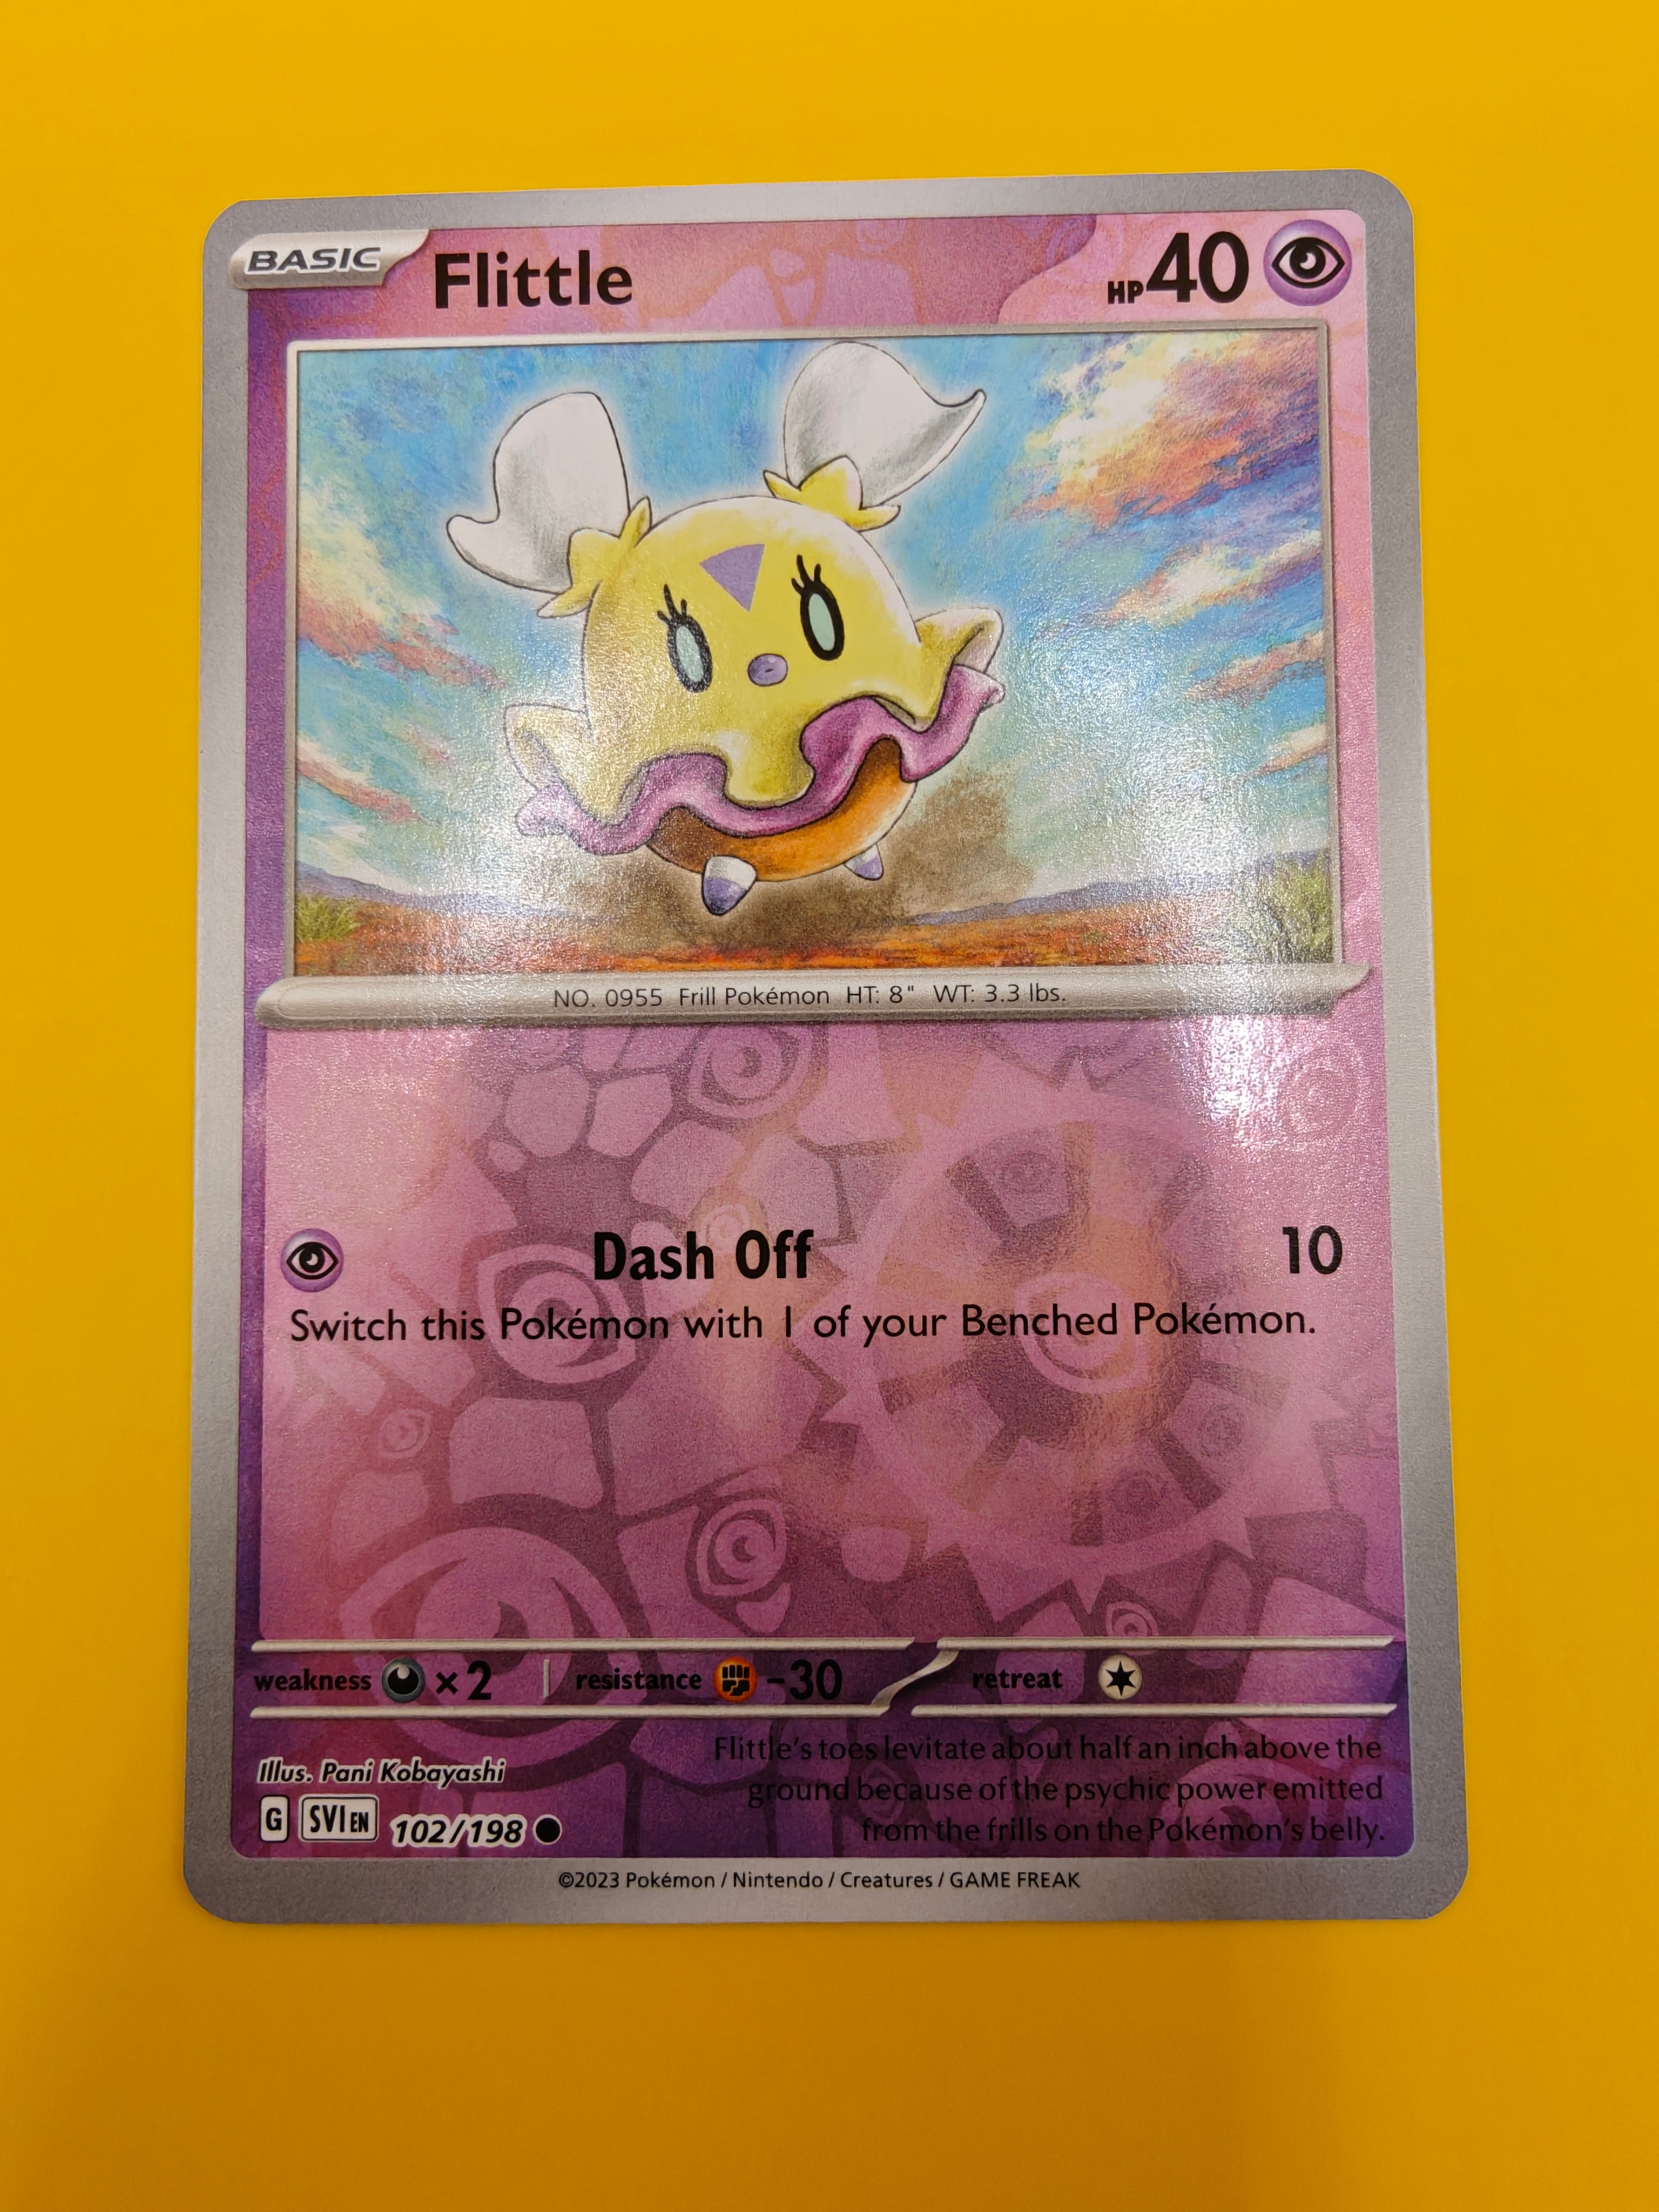 BASIC
Flittle
HP 40
NO. 0955 Frill Pokémon HT: 8" WT: 3.3 lbs.
Dash Off 10
Switch this Pokémon with 1 of your Benched Pokémon.
weakness ×2 resistance -30 retreat
Illus. Pani Kobayashi
G SVI EN 102/198
Flittle's toes levitate about half an inch above the
ground because of the psychic power emitted
from the frills on the Pokémon's belly.
©2023 Pokémon / Nintendo / Creatures / GAME FREAK